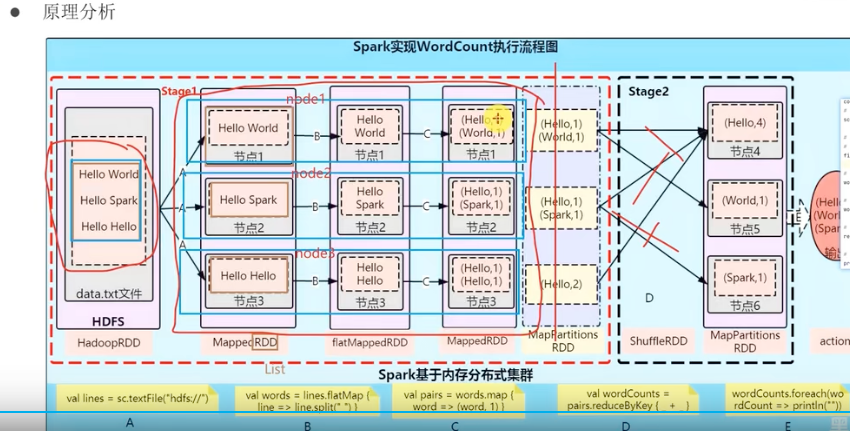 ● 原理分析
Spark实现WordCount执行流程图
Stage1
Stage2
node1
node2
node3
Hello World
Hello Spark
Hello Hello
data.txt文件
HDFS
HadoopRDD
A
A
A
Hello World
节点1
Hello Spark
节点2
Hello Hello
节点3
MappedRDD
List
B
B
B
Hello
World
节点1
Hello
Spark
节点2
Hello
Hello
节点3
flatMappedRDD
C
C
C
(World,1)
节点1
(Hello,1)
(Spark,1)
节点2
(Hello,1)
(Hello,1)
节点3
MappedRDD
(Hello,1)
(World,1)
(Hello,1)
(Spark,1)
(Hello,2)
MapPartitions
RDD
D
ShuffleRDD
(Hello,4)
节点4
(World,1)
节点5
(Spark,1)
节点6
MapPartitions
RDD
E
(Hello
(World
(Spark
action
Spark基于内存分布式集群
val lines = sc.textFile("hdfs://")
A
val words = lines.flatMap {
line => line.split(" ") }
B
val pairs = words.map {
word => (word, 1) }
C
val wordCounts =
pairs.reduceByKey { _ + _ }
D
wordCounts.foreach(wo
rdCount => println(""))
E